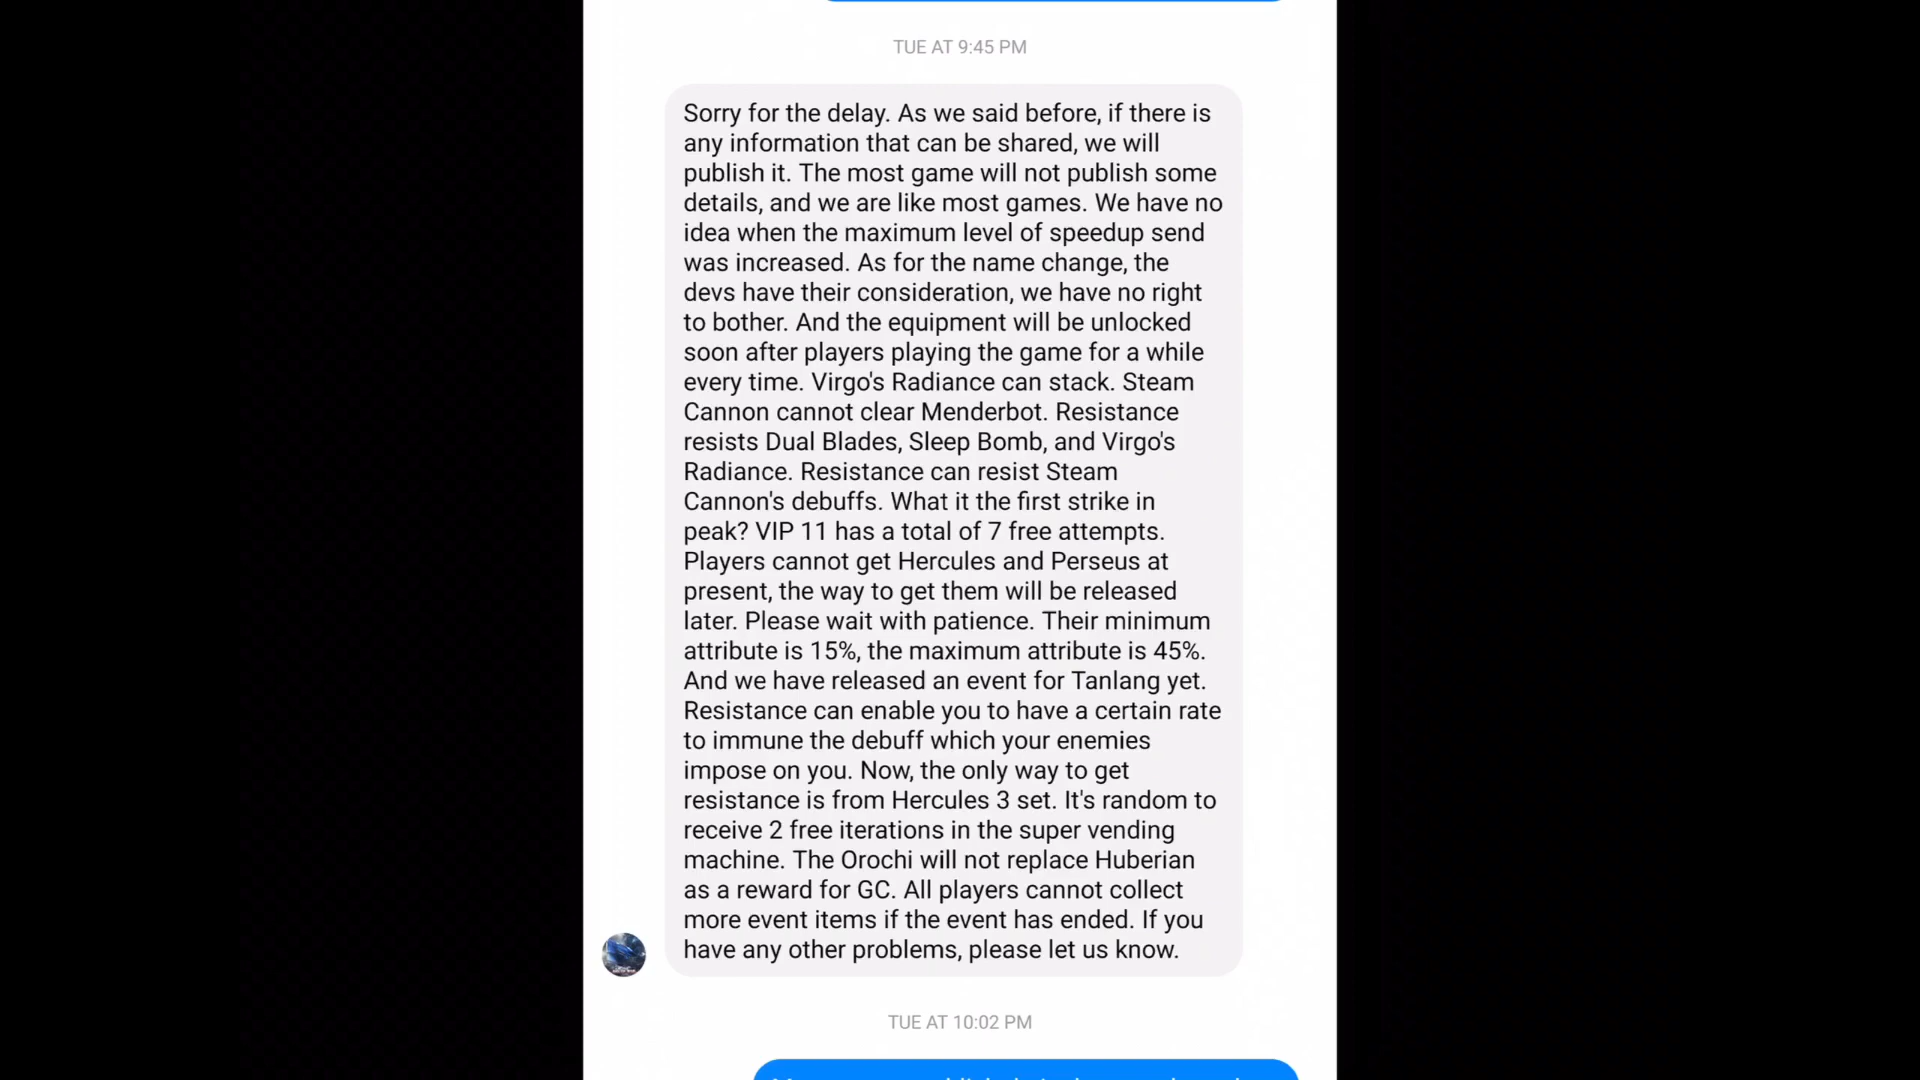 TUE AT 9:45 PM
Sorry for the delay. As we said before, if there is
any information that can be shared, we will
publish it. The most game will not publish some
details, and we are like most games. We have no
idea when the maximum level of speedup send
was increased. As for the name change, the
devs have their consideration, we have no right
to bother. And the equipment will be unlocked
soon after players playing the game for a while
every time. Virgo's Radiance can stack. Steam
Cannon cannot clear Menderbot. Resistance
resists Dual Blades, Sleep Bomb, and Virgo's
Radiance. Resistance can resist Steam
Cannon's debuffs. What it the first strike in
peak? VIP 11 has a total of 7 free attempts.
Players cannot get Hercules and Perseus at
present, the way to get them will be released
later. Please wait with patience. Their minimum
attribute is 15%, the maximum attribute is 45%.
And we have released an event for Tanlang yet.
Resistance can enable you to have a certain rate
to immune the debuff which your enemies
impose on you. Now, the only way to get
resistance is from Hercules 3 set. It's random to
receive 2 free iterations in the super vending
machine. The Orochi will not replace Huberian
as a reward for GC. All players cannot collect
more event items if the event has ended. If you
have any other problems, please let us know.
TUE AT 10:02 PM